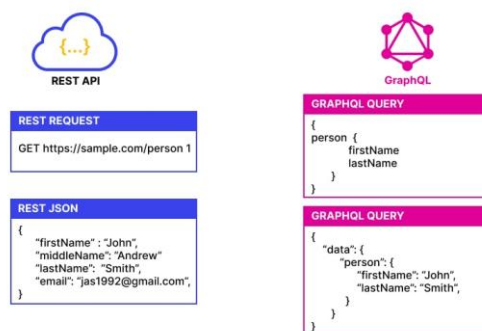 {...}
REST API
REST REQUEST
GET https://sample.com/person 1
REST JSON
{
"firstName" : "John",
"middleName": "Andrew"
"lastName": "Smith",
"email": "jas1992@gmail.com",
}
GraphQL
GRAPHQL QUERY
{
person {
firstName
lastName
}
}
GRAPHQL QUERY
{
"data": {
"person": {
"firstName": "John",
"lastName": "Smith",
}
}
}